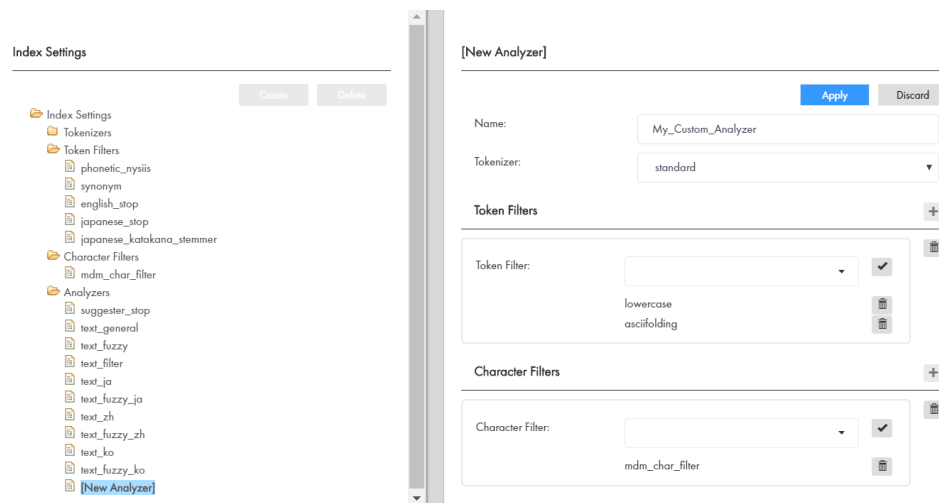 Index Settings
Create Delete
Index Settings
Tokenizers
Token Filters
phonetic_nysiis
synonym
english_stop
japanese_stop
japanese_katakana_stemmer
Character Filters
mdm_char_filter
Analyzers
suggester_stop
text_general
text_fuzzy
text_filter
text_ja
text_fuzzy_ja
text_zh
text_fuzzy_zh
text_ko
text_fuzzy_ko
[New Analyzer]
[New Analyzer]
Apply Discard
Name: My_Custom_Analyzer
Tokenizer: standard
Token Filters
Token Filter:
lowercase
asciifolding
Character Filters
Character Filter:
mdm_char_filter